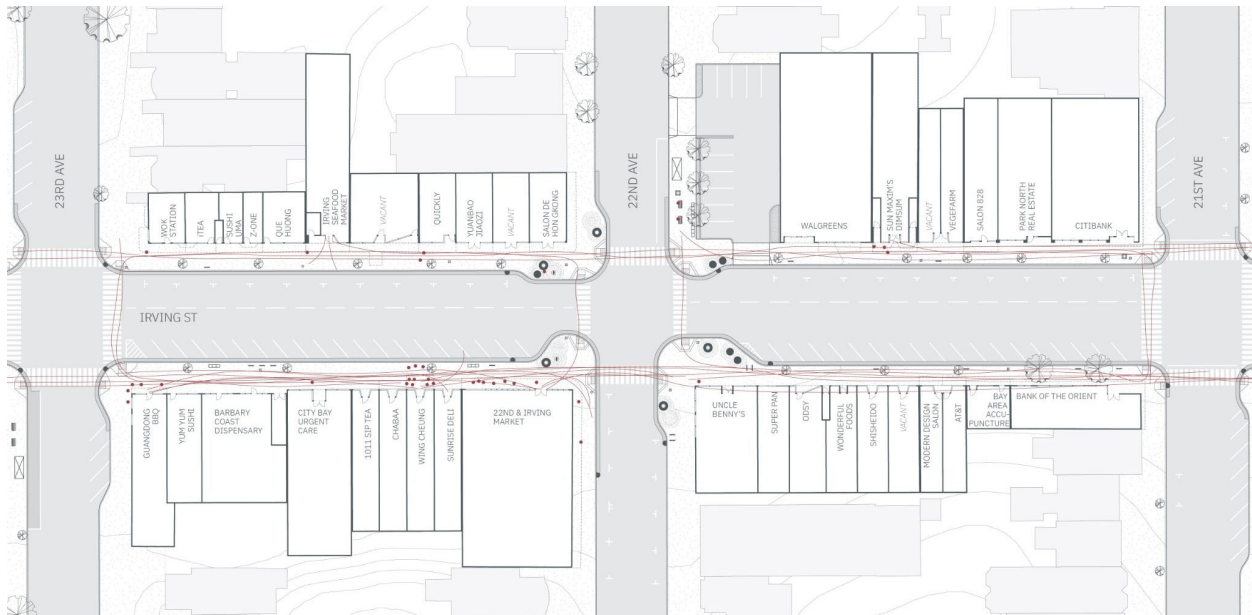 23RD AVE
22ND AVE
21ST AVE
IRVING ST
WOK
STATION
ITEA
SUSHI
UMA
Z-ONE
QUE
HUONG
IRVING
SEAFOOD
MARKET
VACANT
QUICKLY
YUANBAO
JIAOZI
VACANT
SALON DE
HON GKONG
WALGREENS
SUN MAXIM'S
DIMSUM
VACANT
VEGEFARM
SALON 828
PARK NORTH
REAL ESTATE
CITIBANK
GUANGDONG
BBQ
YUM YUM
SUSHI
BARBARY
COAST
DISPENSARY
CITY BAY
URGENT
CARE
1011 SIP TEA
CHABAA
WING CHEUNG
SUNRISE DELI
22ND & IRVING
MARKET
UNCLE
BENNY'S
SUPER PAN
ODSY
WONDERFUL
FOODS
SHISHEIDO
VACANT
MODERN DESIGN
SALON
AT&T
BAY
AREA
ACCU-
PUNCTURE
BANK OF THE ORIENT